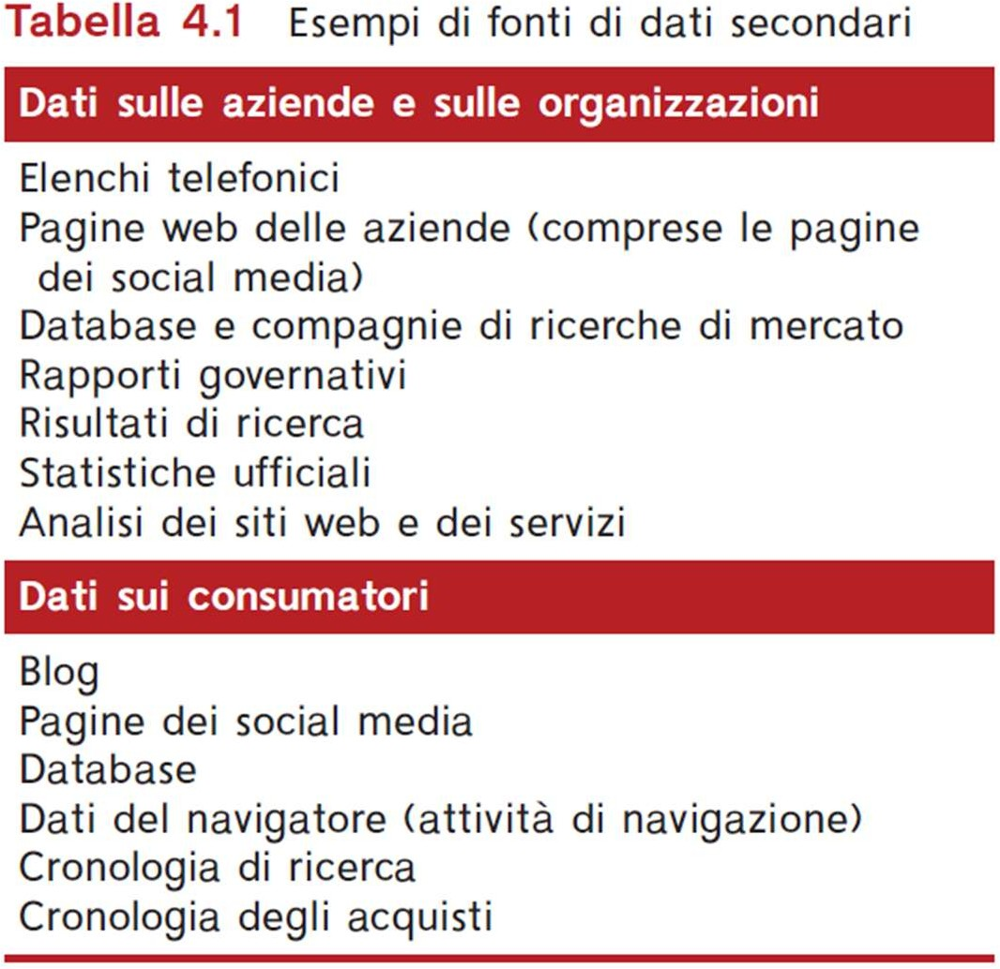 Tabella 4.1 Esempi di fonti di dati secondari
Dati sulle aziende e sulle organizzazioni
Elenchi telefonici
Pagine web delle aziende (comprese le pagine
dei social media)
Database e compagnie di ricerche di mercato
Rapporti governativi
Risultati di ricerca
Statistiche ufficiali
Analisi dei siti web e dei servizi
Dati sui consumatori
Blog
Pagine dei social media
Database
Dati del navigatore (attività di navigazione)
Cronologia di ricerca
Cronologia degli acquisti